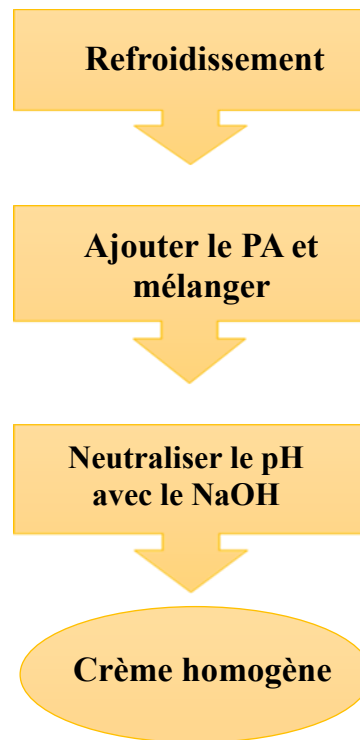 Refroidissement
Ajouter le PA et
mélanger
Neutraliser le pH
avec le NaOH
Crème homogène